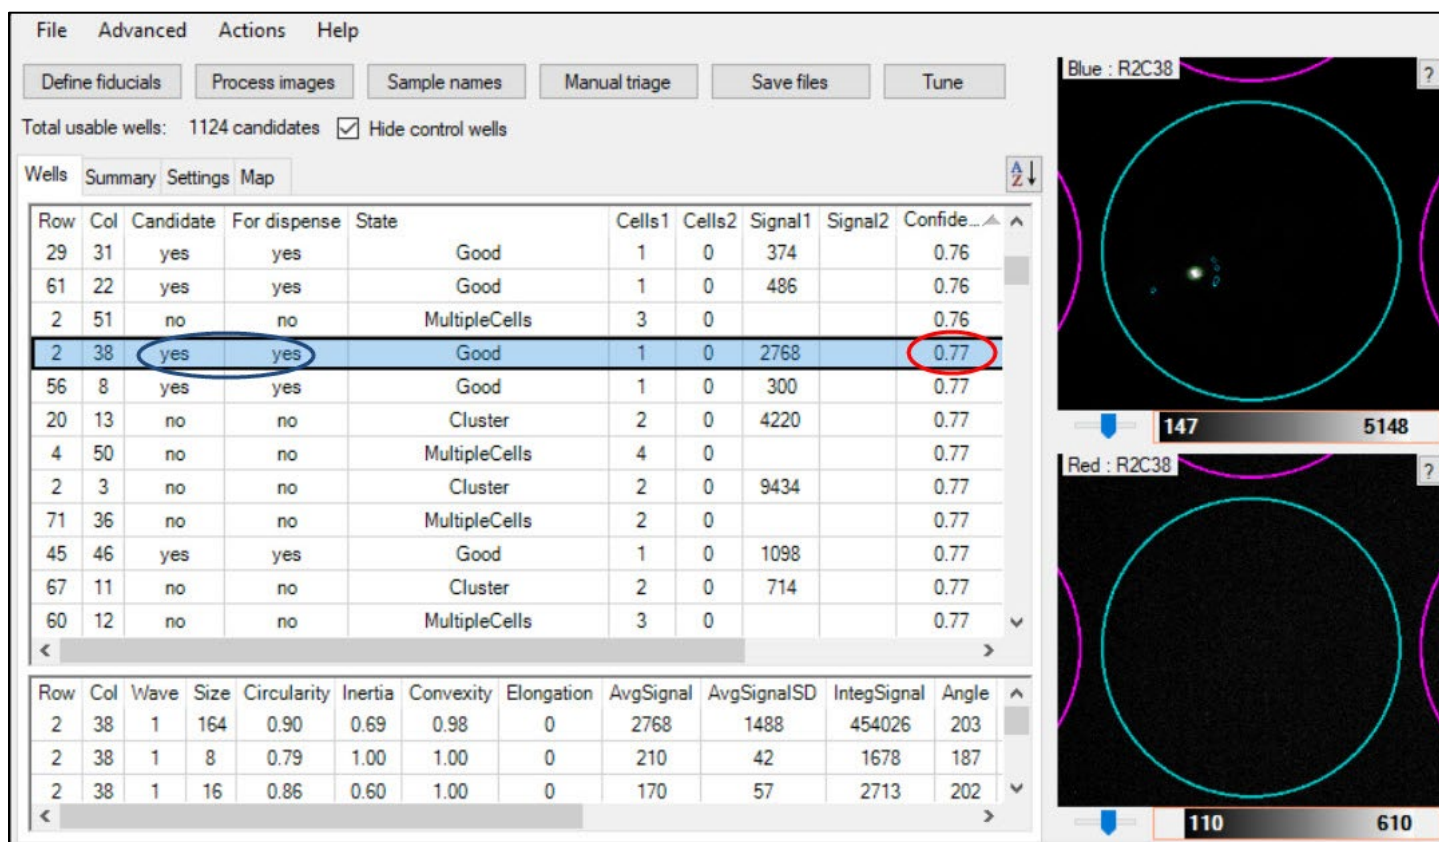 File Advanced Actions Help
Define fiducials Process images Sample names Manual triage Save files Tune
Total usable wells: 1124 candidates Hide control wells
Wells Summary Settings Map
Row Col Candidate For dispense State Cells1 Cells2 Signal1 Signal2 Confide...
29 31 yes yes Good 1 0 374 0.76
61 22 yes yes Good 1 0 486 0.76
2 51 no no MultipleCells 3 0 0.76
2 38 yes yes Good 1 0 2768 0.77
56 8 yes yes Good 1 0 300 0.77
20 13 no no Cluster 2 0 4220 0.77
4 50 no no MultipleCells 4 0 0.77
2 3 no no Cluster 2 0 9434 0.77
71 36 no no MultipleCells 2 0 0.77
45 46 yes yes Good 1 0 1098 0.77
67 11 no no Cluster 2 0 714 0.77
60 12 no no MultipleCells 3 0 0.77
Row Col Wave Size Circularity Inertia Convexity Elongation AvgSignal AvgSignalSD IntegSignal Angle
2 38 1 164 0.90 0.69 0.98 0 2768 1488 454026 203
2 38 1 8 0.79 1.00 1.00 0 210 42 1678 187
2 38 1 16 0.86 0.60 1.00 0 170 57 2713 202
Blue : R2C38 ?
147 5148
Red : R2C38 ?
110 610